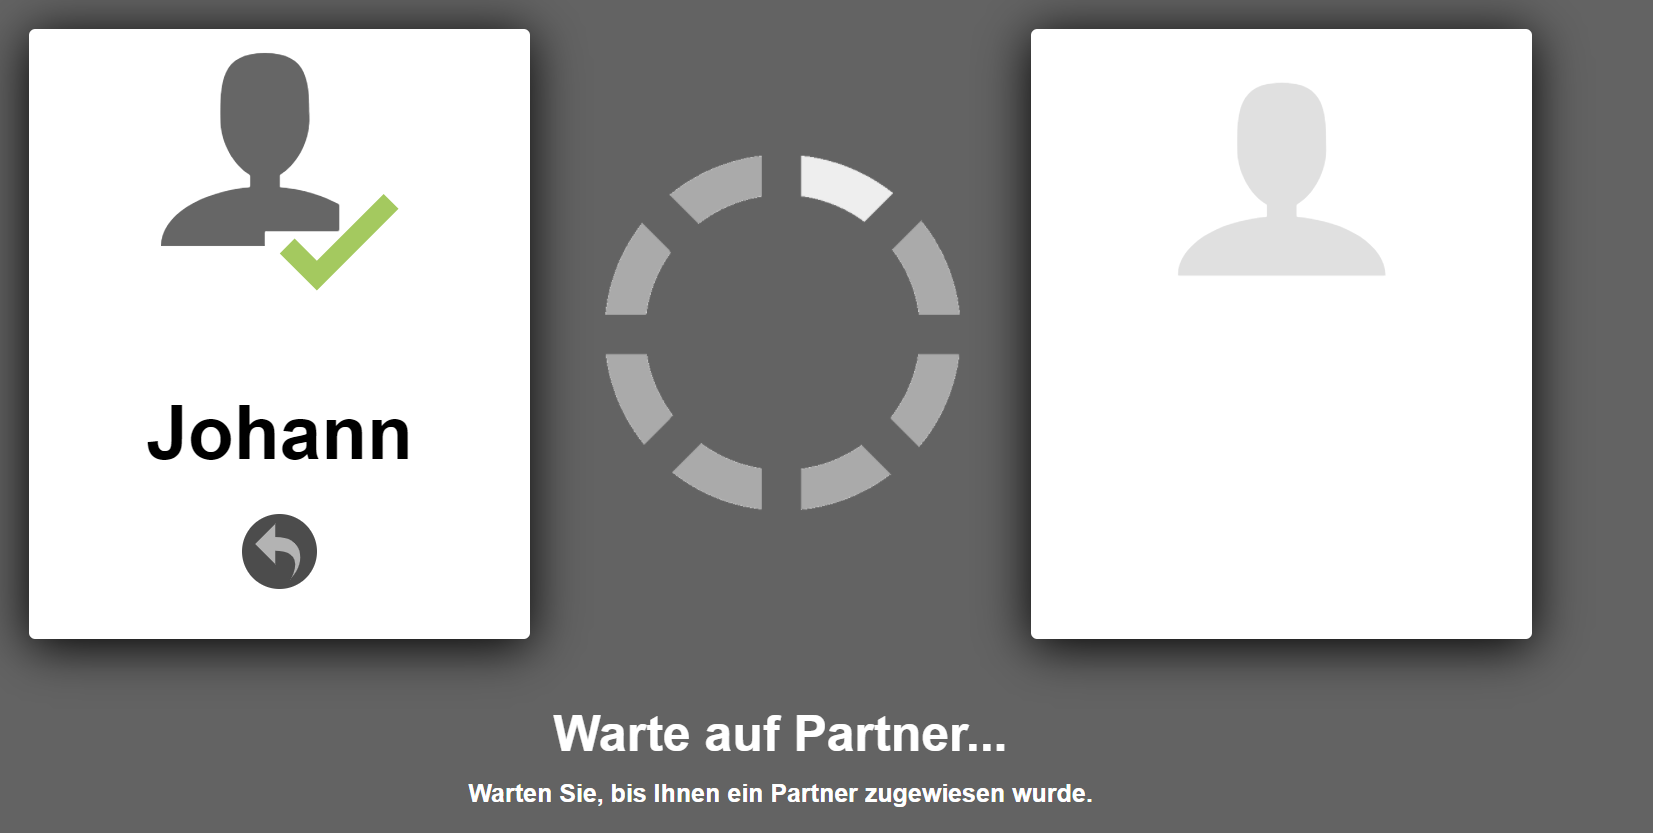 Johann
Warte auf Partner...
Warten Sie, bis Ihnen ein Partner zugewiesen wurde.